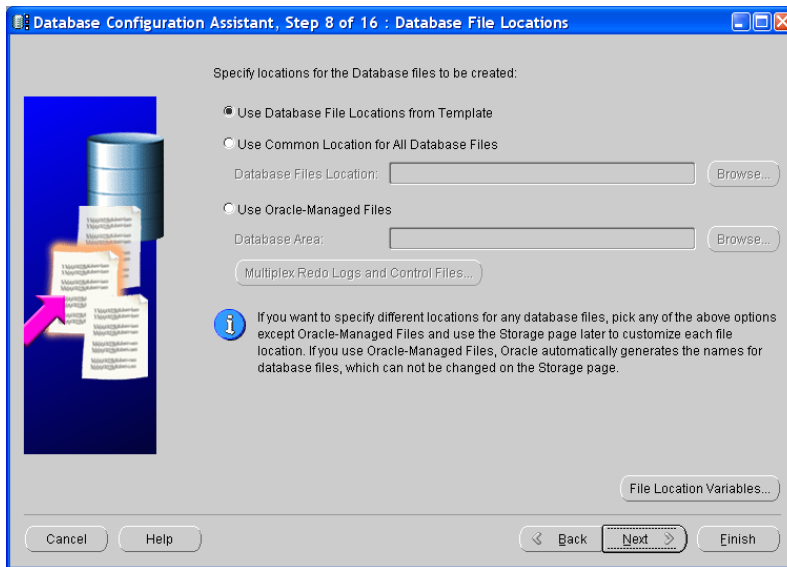 Database Configuration Assistant, Step 8 of 16 : Database File Locations
Specify locations for the Database files to be created:
Use Database File Locations from Template
Use Common Location for All Database Files
Database Files Location:
Browse...
Use Oracle-Managed Files
Database Area:
Browse...
Multiplex Redo Logs and Control Files...
If you want to specify different locations for any database files, pick any of the above options
except Oracle-Managed Files and use the Storage page later to customize each file
location. If you use Oracle-Managed Files, Oracle automatically generates the names for
database files, which can not be changed on the Storage page.
File Location Variables...
Cancel
Help
Back
Next
Finish